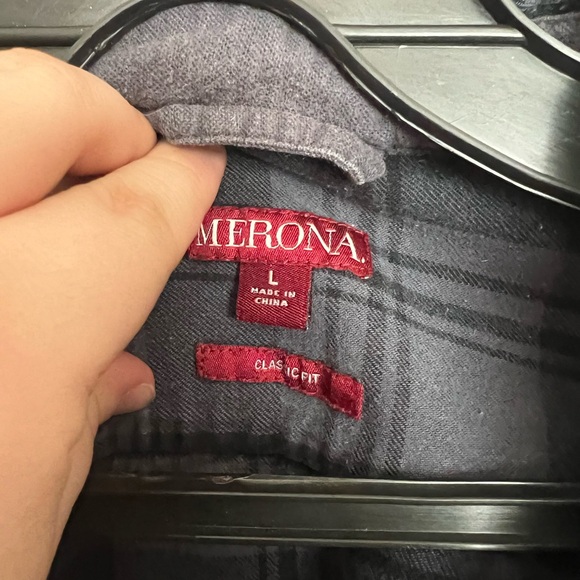 MERONA.
L
MADE IN
CHINA
CLASSIC FIT